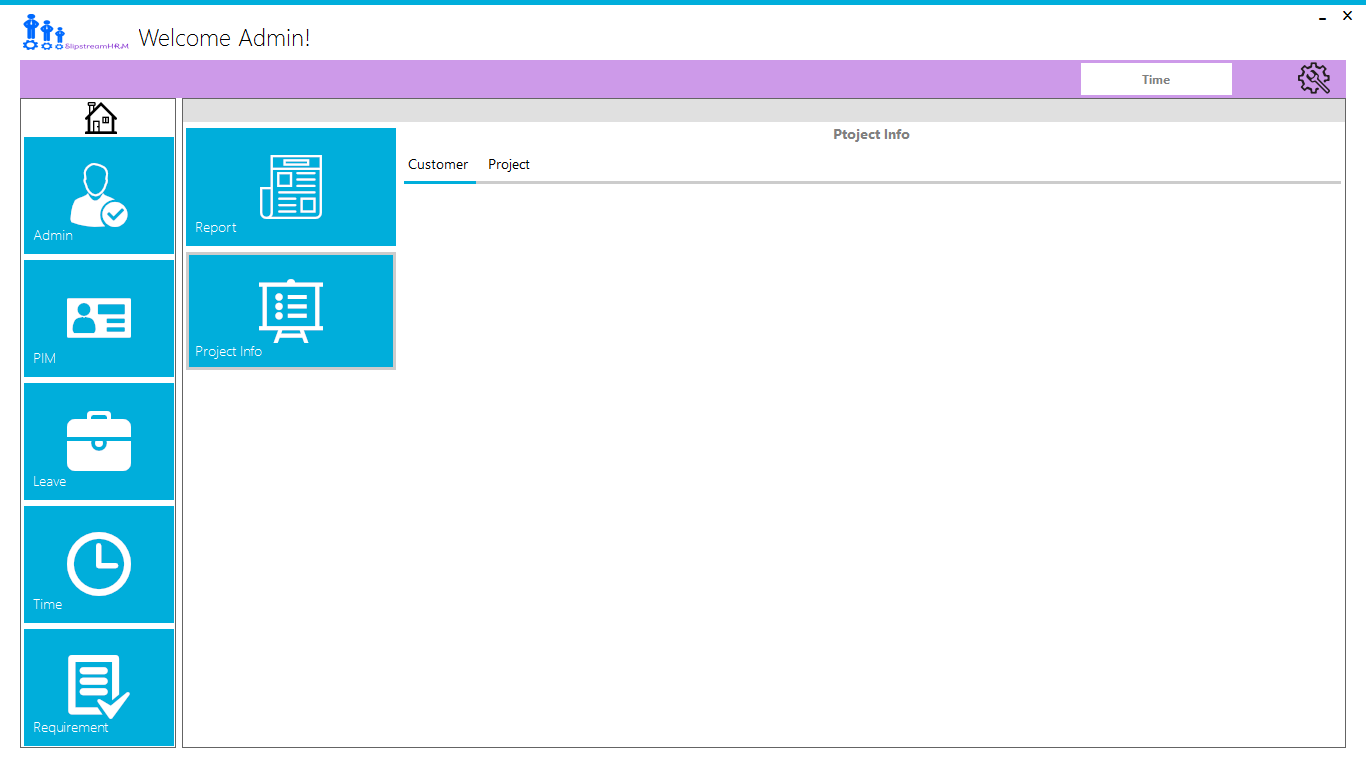 SlipstreamHRM
Welcome Admin!
Time
Ptoject Info
Customer Project
Admin
Report
PIM
Project Info
Leave
Time
Requirement